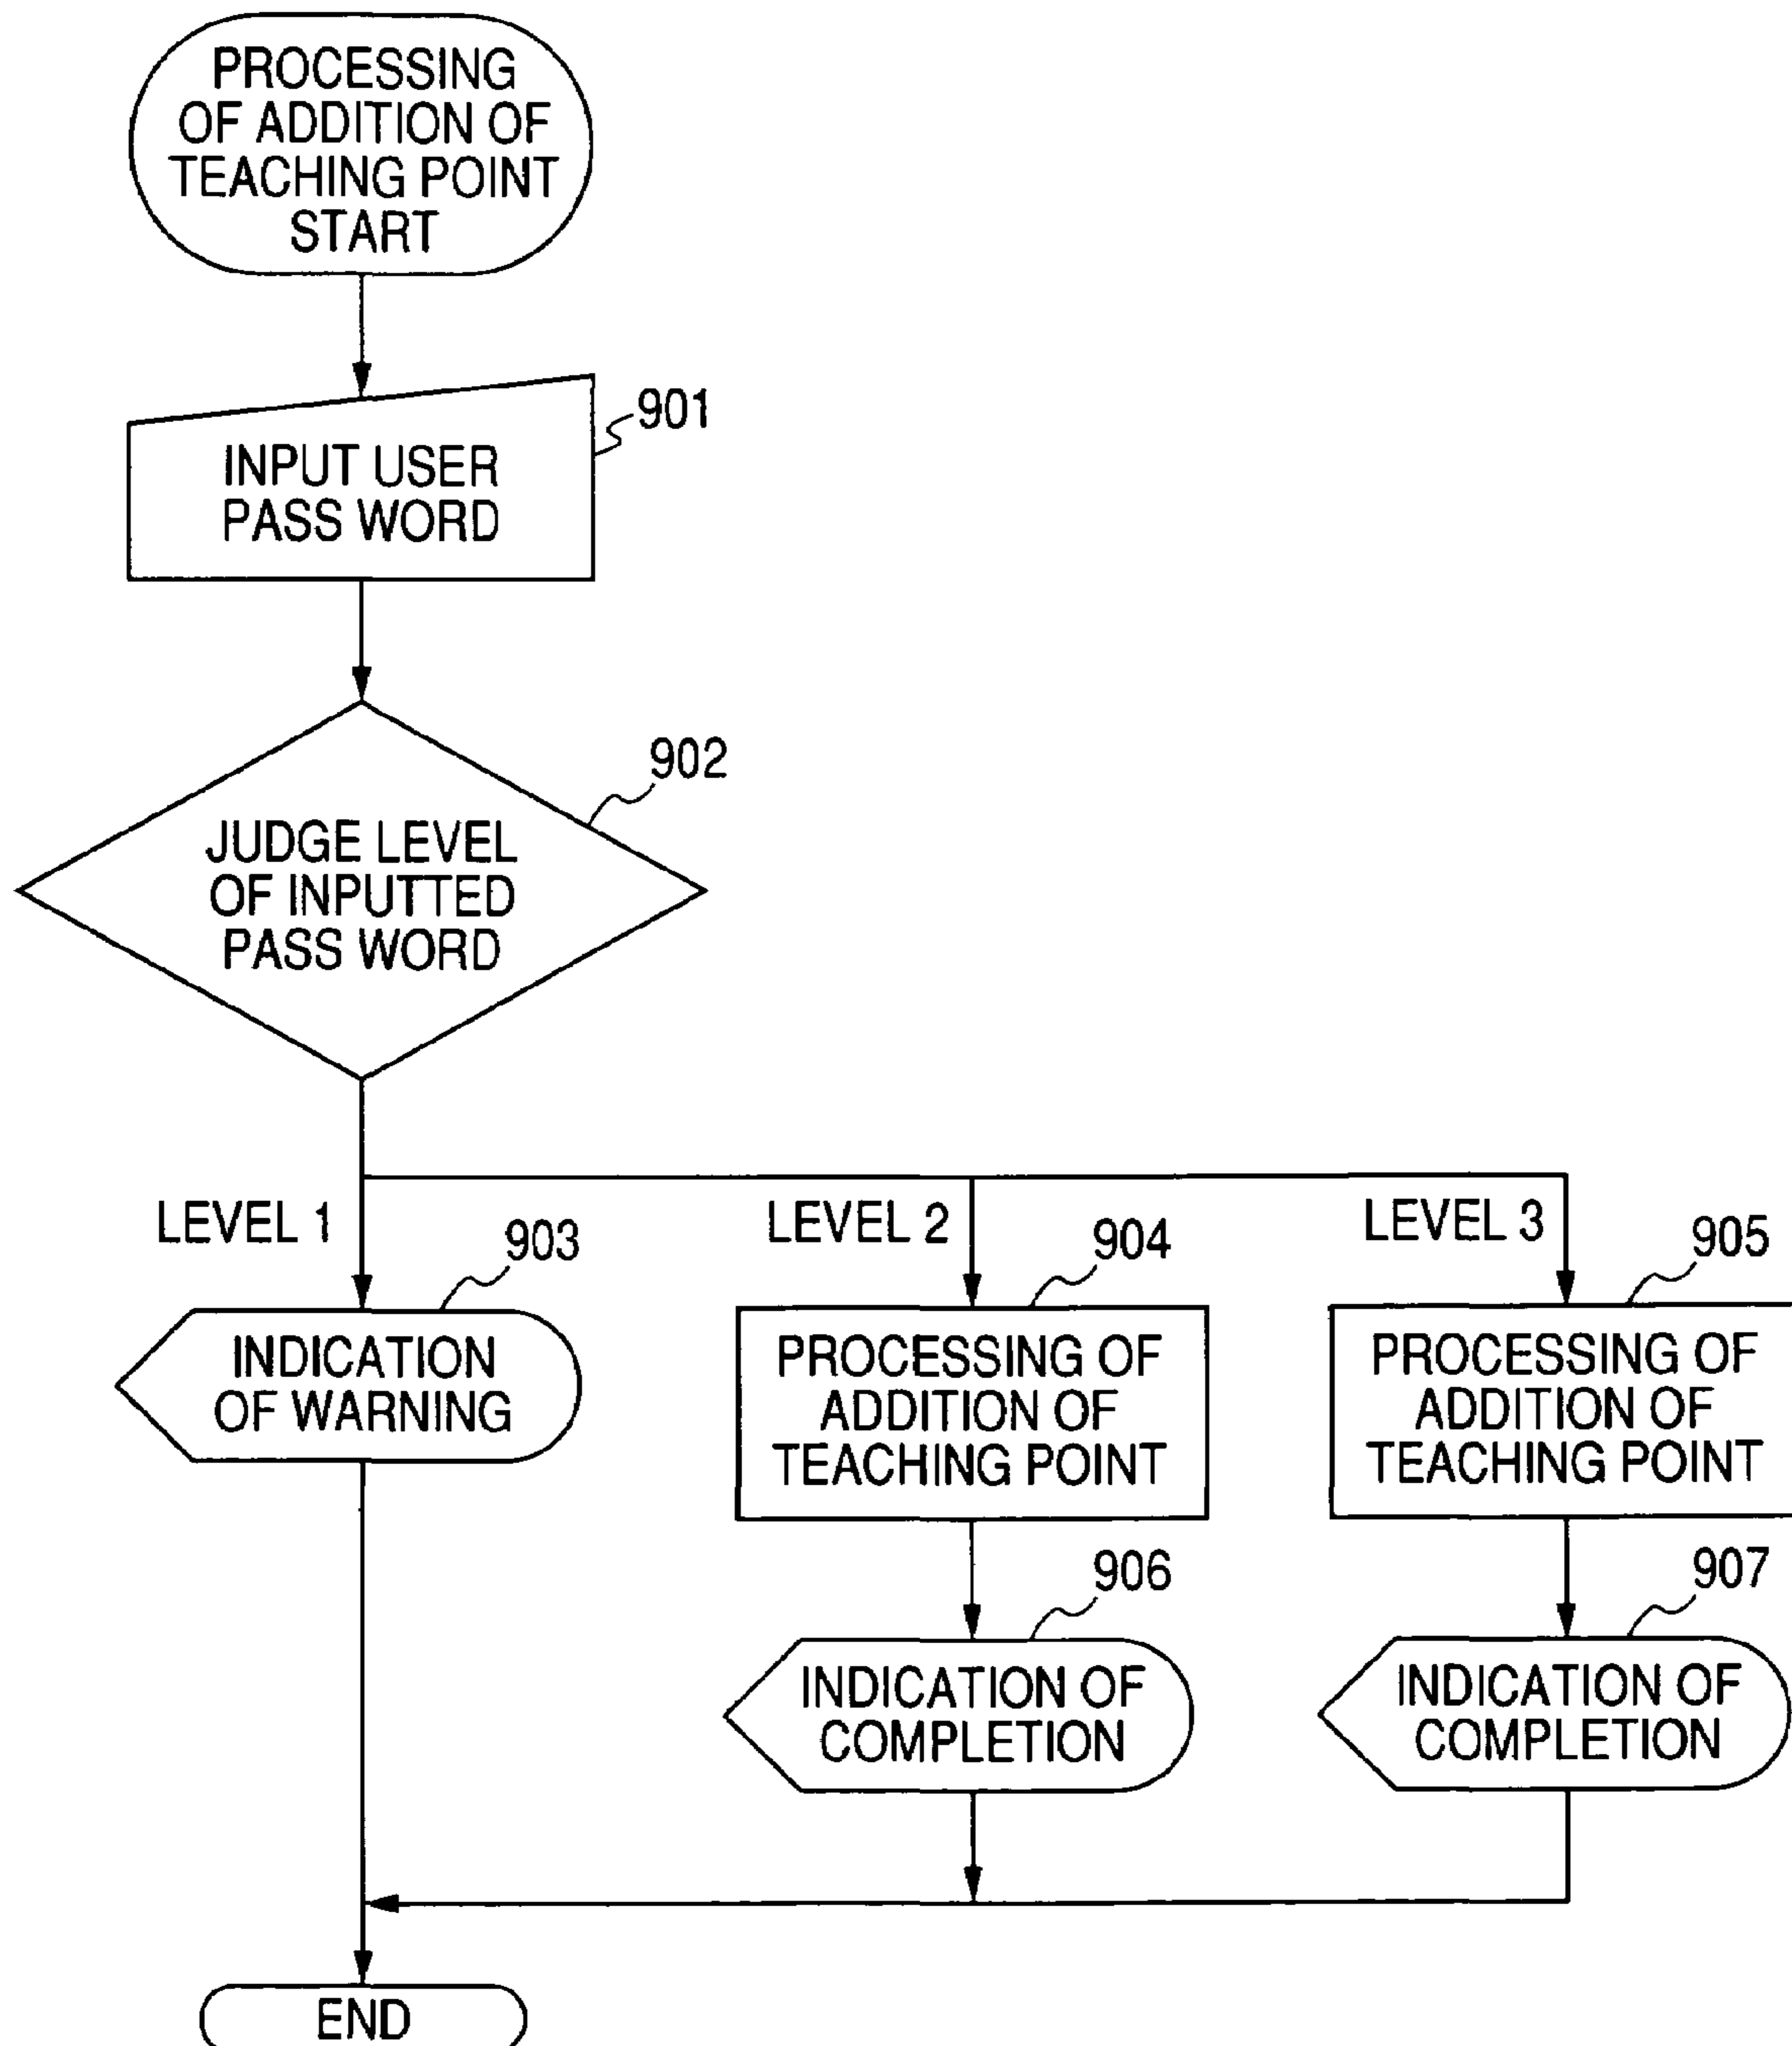 PROCESSING
OF ADDITION OF
TEACHING POINT
START
901
INPUT USER
PASS WORD
902
JUDGE LEVEL
OF INPUTTED
PASS WORD
LEVEL 1
903
INDICATION
OF WARNING
LEVEL 2
904
PROCESSING OF
ADDITION OF
TEACHING POINT
906
INDICATION OF
COMPLETION
LEVEL 3
905
PROCESSING OF
ADDITION OF
TEACHING POINT
907
INDICATION OF
COMPLETION
END